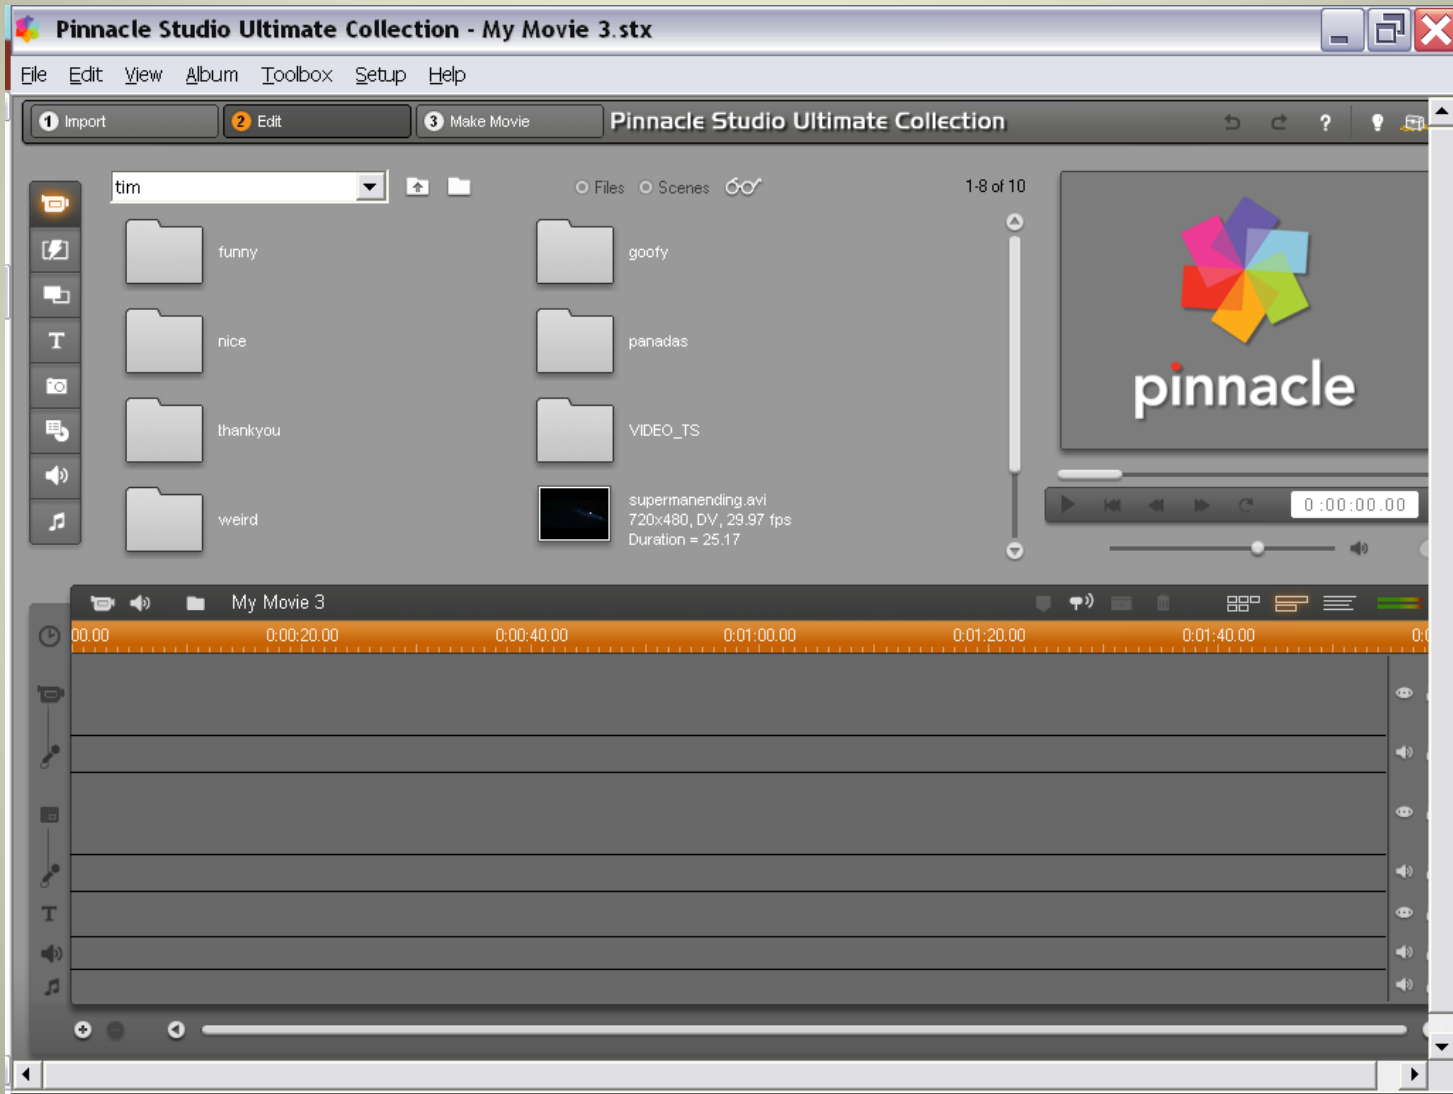 Pinnacle Studio Ultimate Collection - My Movie 3.stx
File Edit View Album Toolbox Setup Help
1 Import 2 Edit 3 Make Movie Pinnacle Studio Ultimate Collection ?
tim Files Scenes 1-8 of 10
funny goofy
nice panadas
thankyou VIDEO_TS
weird supermanending.avi
720x480, DV, 29.97 fps
Duration = 25.17
pinnacle
0:00:00.00
My Movie 3
00.00 0:00:20.00 0:00:40.00 0:01:00.00 0:01:20.00 0:01:40.00
T
T